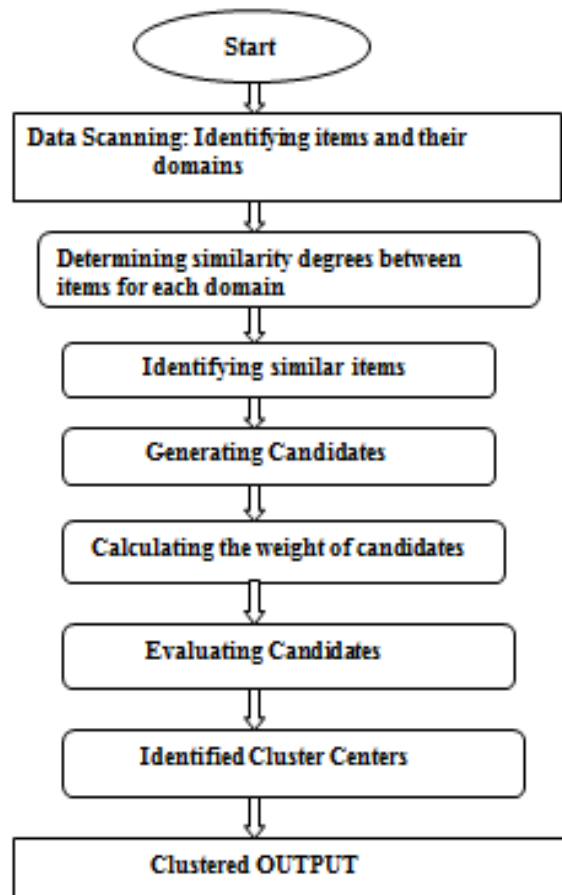 Start
Data Scanning: Identifying items and their
domains
Determining similarity degrees between
items for each domain
Identifying similar items
Generating Candidates
Calculating the weight of candidates
Evaluating Candidates
Identified Cluster Centers
Clustered OUTPUT